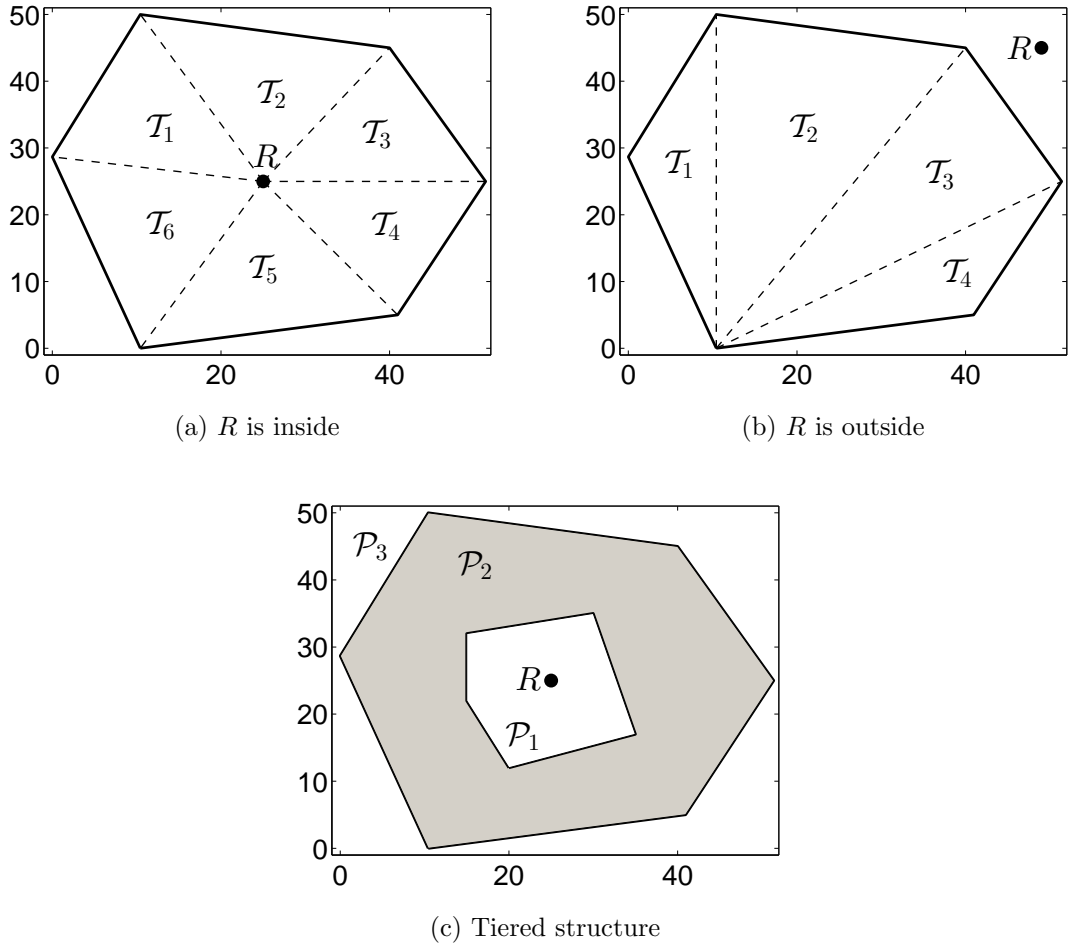 50
40
30
20
10
0
0 20 40
𝒯₁
𝒯₂
𝒯₃
𝒯₄
𝒯₅
𝒯₆
R
(a) R is inside
50
40
30
20
10
0
0 20 40
𝒯₁
𝒯₂
𝒯₃
𝒯₄
R
(b) R is outside
50
40
30
20
10
0
0 20 40
𝒫₃
𝒫₂
R
𝒫₁
(c) Tiered structure